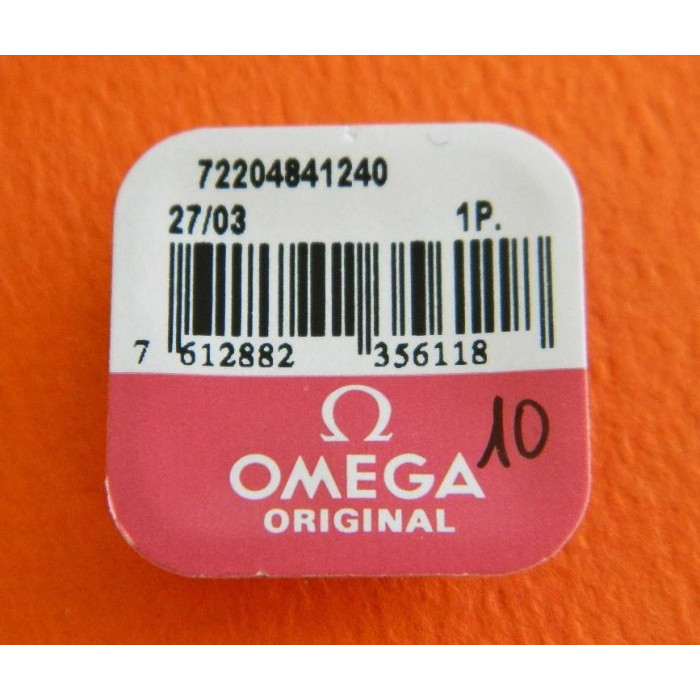 72204841240
27/03 1P.
7 612882 356118
Ω
OMEGA
ORIGINAL
10